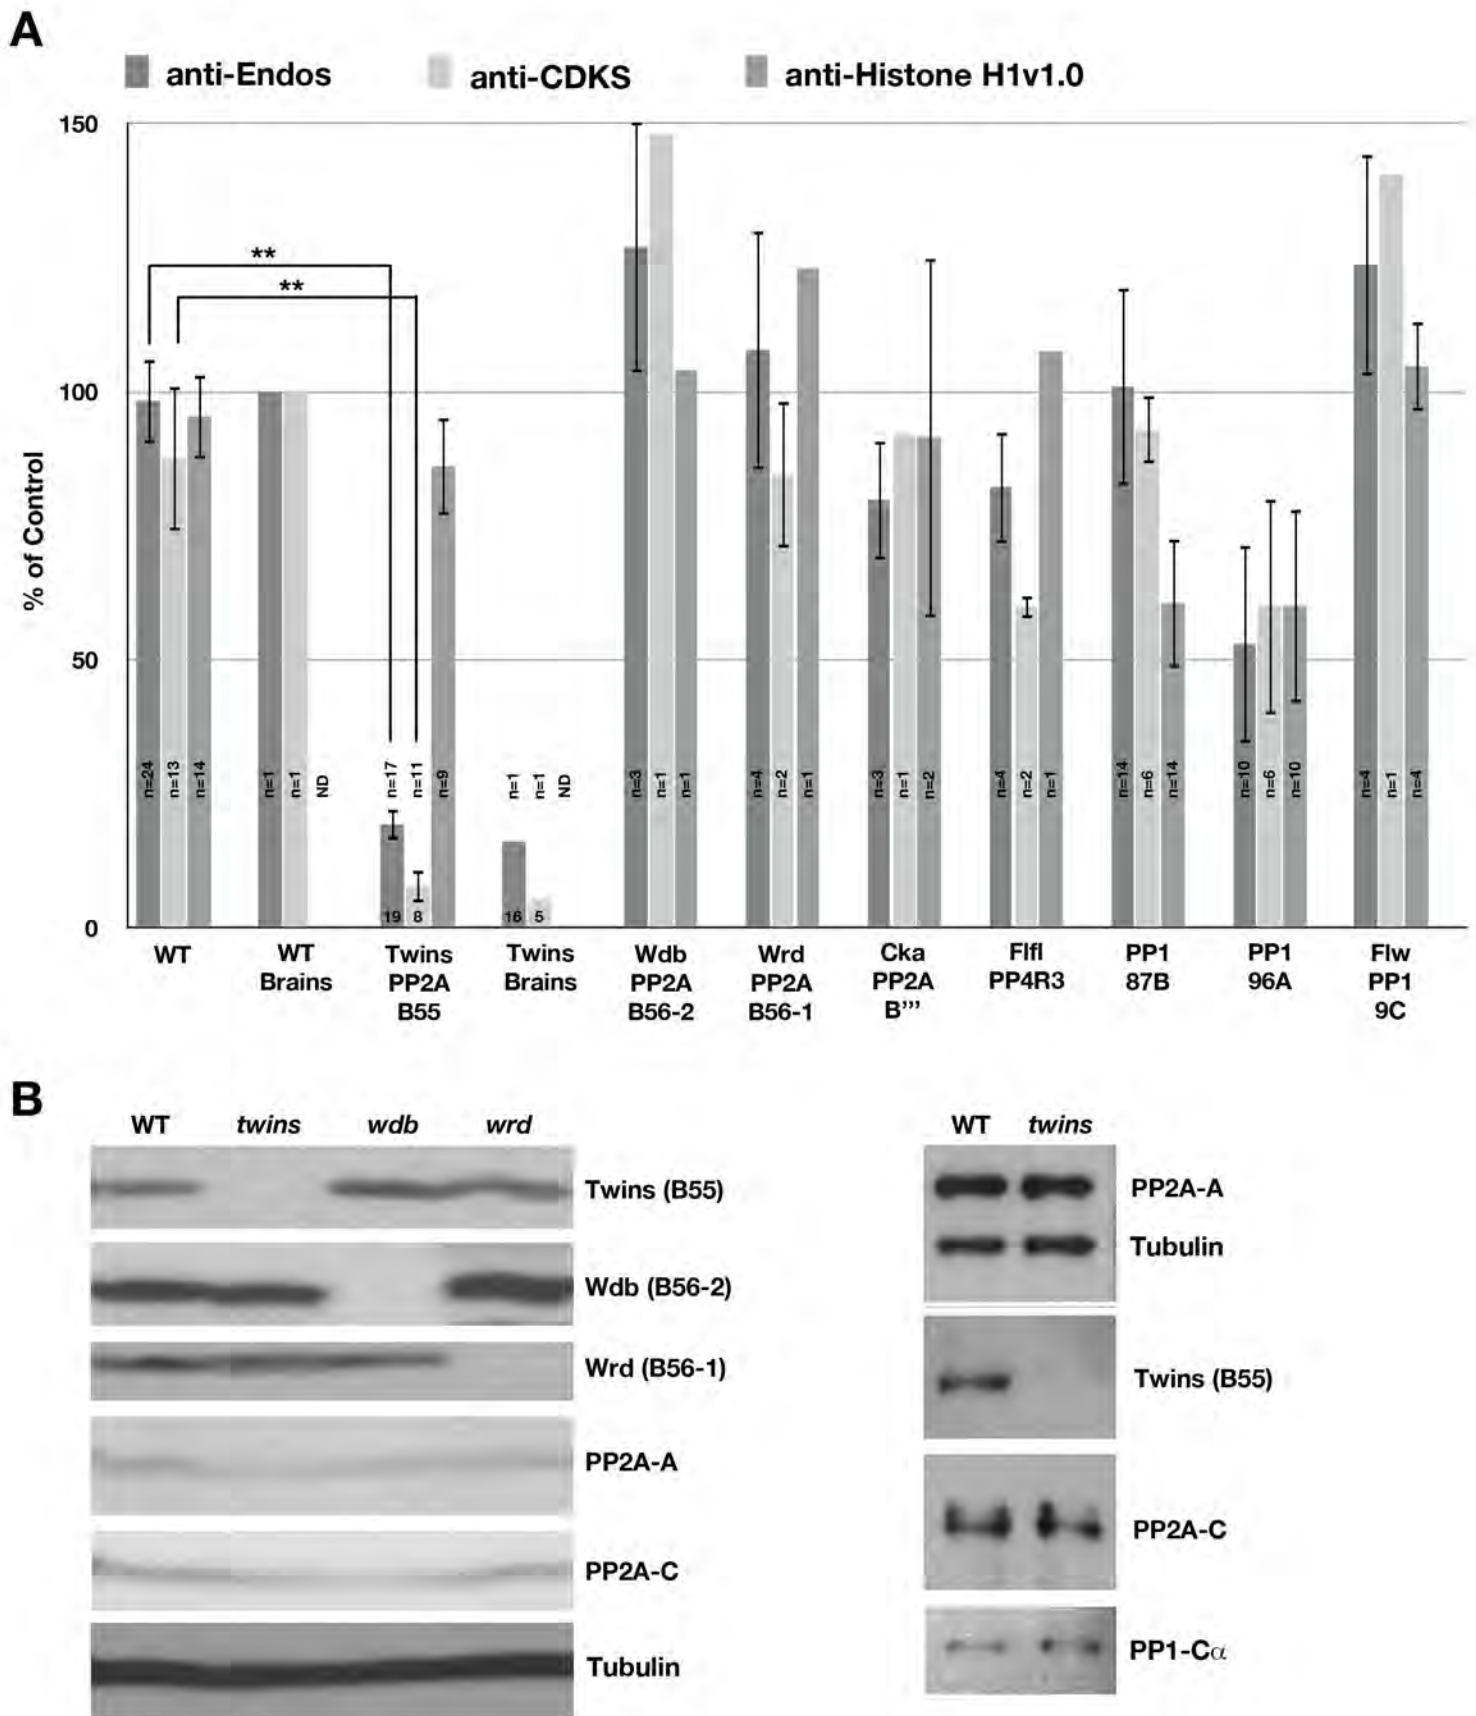 A
anti-Endos anti-CDKS anti-Histone H1v1.0
150
100
50
0
% of Control
**
**
n=24 n=13 n=14 n=1 n=1 ND n=17 n=11 n=9 n=1 n=1 ND n=3 n=1 n=1 n=4 n=2 n=1 n=3 n=1 n=2 n=4 n=2 n=1 n=14 n=6 n=14 n=10 n=6 n=10 n=4 n=1 n=4
19 8 16 5
WT WT Twins Twins Wdb Wrd Cka Flfl PP1 PP1 Flw
Brains PP2A Brains PP2A PP2A PP2A PP4R3 87B 96A PP1
B55 B56-2 B56-1 B''' 9C
B
WT twins wdb wrd
Twins (B55)
Wdb (B56-2)
Wrd (B56-1)
PP2A-A
PP2A-C
Tubulin
WT twins
PP2A-A
Tubulin
Twins (B55)
PP2A-C
PP1-Cα